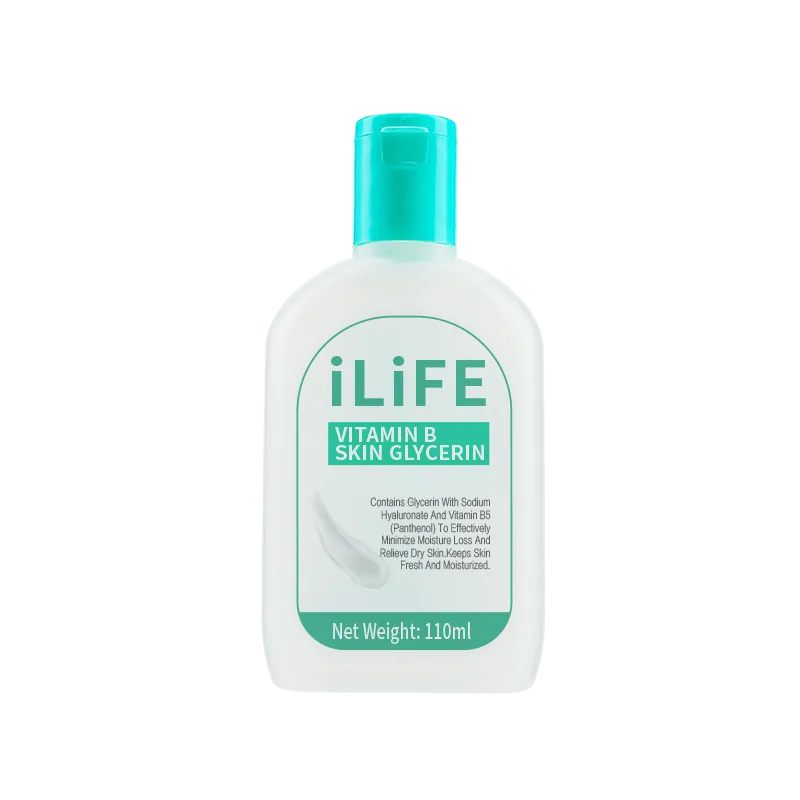 iLiFE
VITAMIN B
SKIN GLYCERIN
Contains Glycerin With Sodium
Hyaluronate And Vitamin B5
(Panthenol) To Effectively
Minimize Moisture Loss And
Relieve Dry Skin.Keeps Skin
Fresh And Moisturized.
Net Weight: 110ml